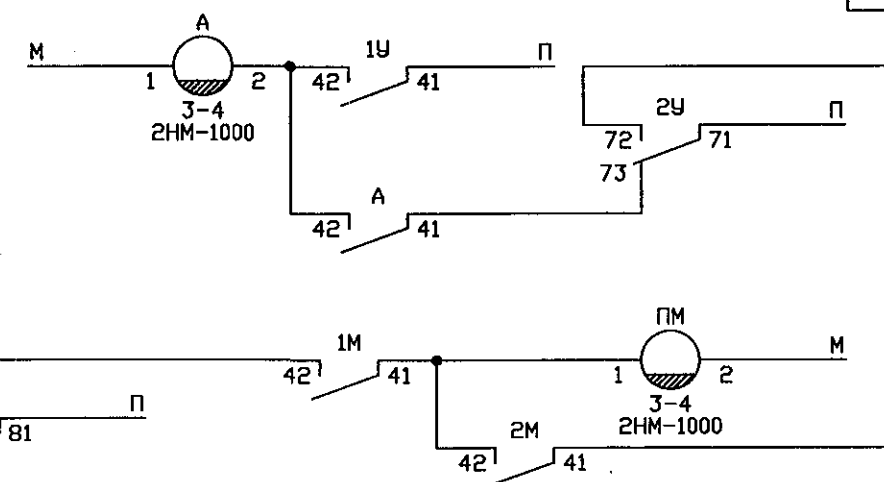 А
М 1У П
1 2 42 41
3-4
2НМ-1000
2У П
72 71
73
А
42 41
1М ПМ М
42 41 1 2
3-4
2НМ-1000
П
81
2М
42 41